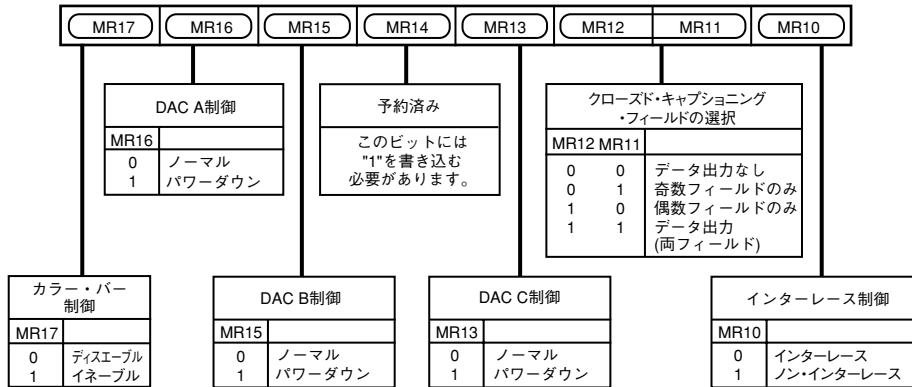 MR17 MR16 MR15 MR14 MR13 MR12 MR11 MR10
DAC A制御
MR16
0 ノーマル
1 パワーダウン
予約済み
このビットには
"1"を書き込む
必要があります。
クローズド・キャプショニング
・フィールドの選択
MR12 MR11
0 0 データ出力なし
0 1 奇数フィールドのみ
1 0 偶数フィールドのみ
1 1 データ出力
(両フィールド)
カラー・バー
制御
MR17
0 ディスエーブル
1 イネーブル
DAC B制御
MR15
0 ノーマル
1 パワーダウン
DAC C制御
MR13
0 ノーマル
1 パワーダウン
インターレース制御
MR10
0 インターレース
1 ノン・インターレース